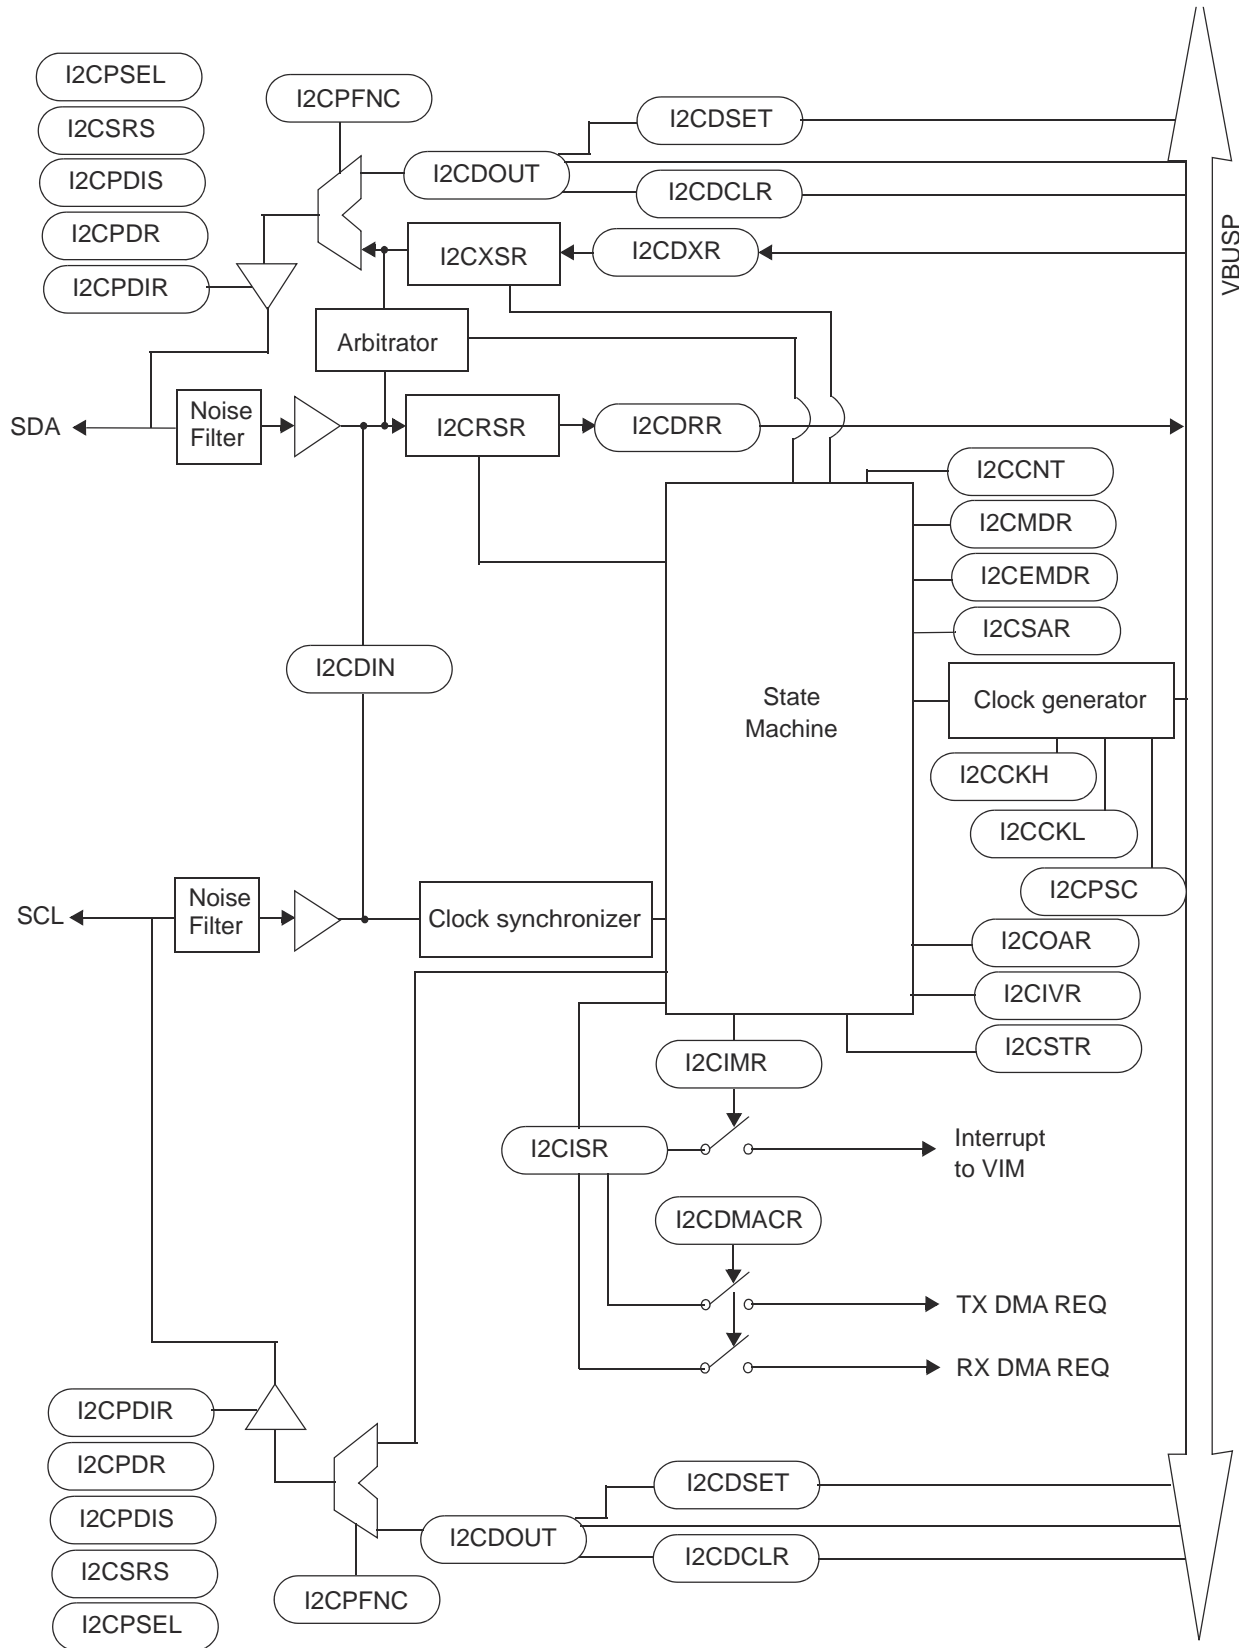 I2CPSEL
I2CSRS
I2CPDIS
I2CPDR
I2CPDIR
I2CPFNC
I2CDSET
I2CDOUT
I2CDCLR
I2CXSR
I2CDXR
VBUSP
Arbitrator
SDA
Noise
Filter
I2CRSR
I2CDRR
I2CCNT
I2CMDR
I2CEMDR
I2CSAR
I2CDIN
State
Machine
Clock generator
I2CCKH
I2CCKL
I2CPSC
SCL
Noise
Filter
Clock synchronizer
I2COAR
I2CIVR
I2CSTR
I2CIMR
I2CISR
Interrupt
to VIM
I2CDMACR
TX DMA REQ
RX DMA REQ
I2CPDIR
I2CPDR
I2CPDIS
I2CSRS
I2CPSEL
I2CDSET
I2CDOUT
I2CDCLR
I2CPFNC